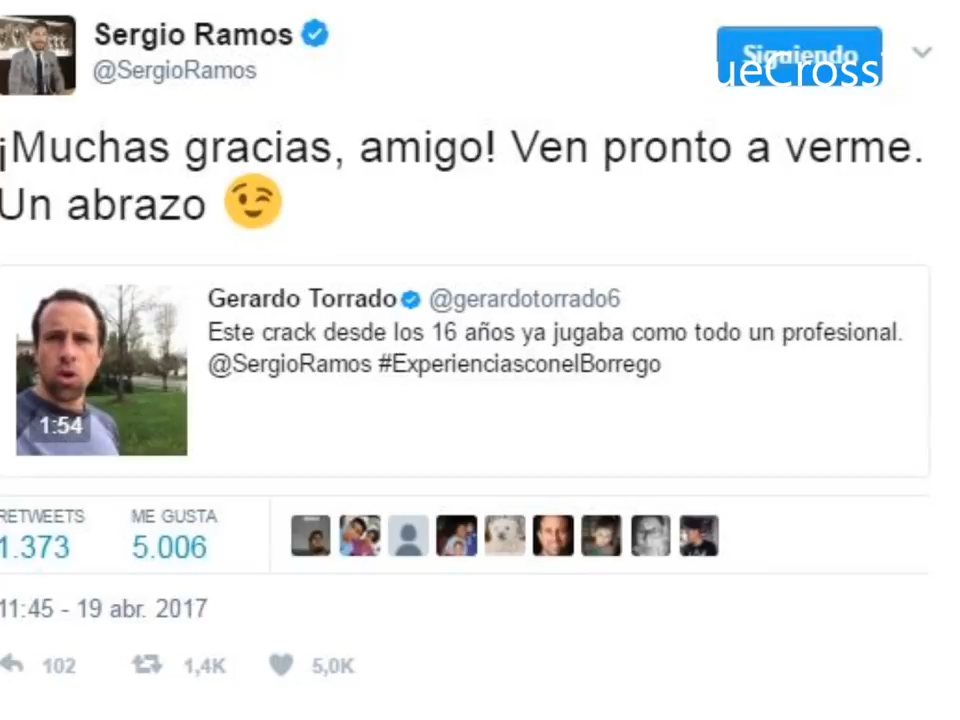 Sergio Ramos
@SergioRamos
Siguiendo
ueCross
¡Muchas gracias, amigo! Ven pronto a verme.
Un abrazo 😉
Gerardo Torrado @gerardotorrado6
Este crack desde los 16 años ya jugaba como todo un profesional.
@SergioRamos #ExperienciasconelBorrego
1:54
RETWEETS ME GUSTA
1.373 5.006
11:45 - 19 abr. 2017
102 1,4K 5,0K